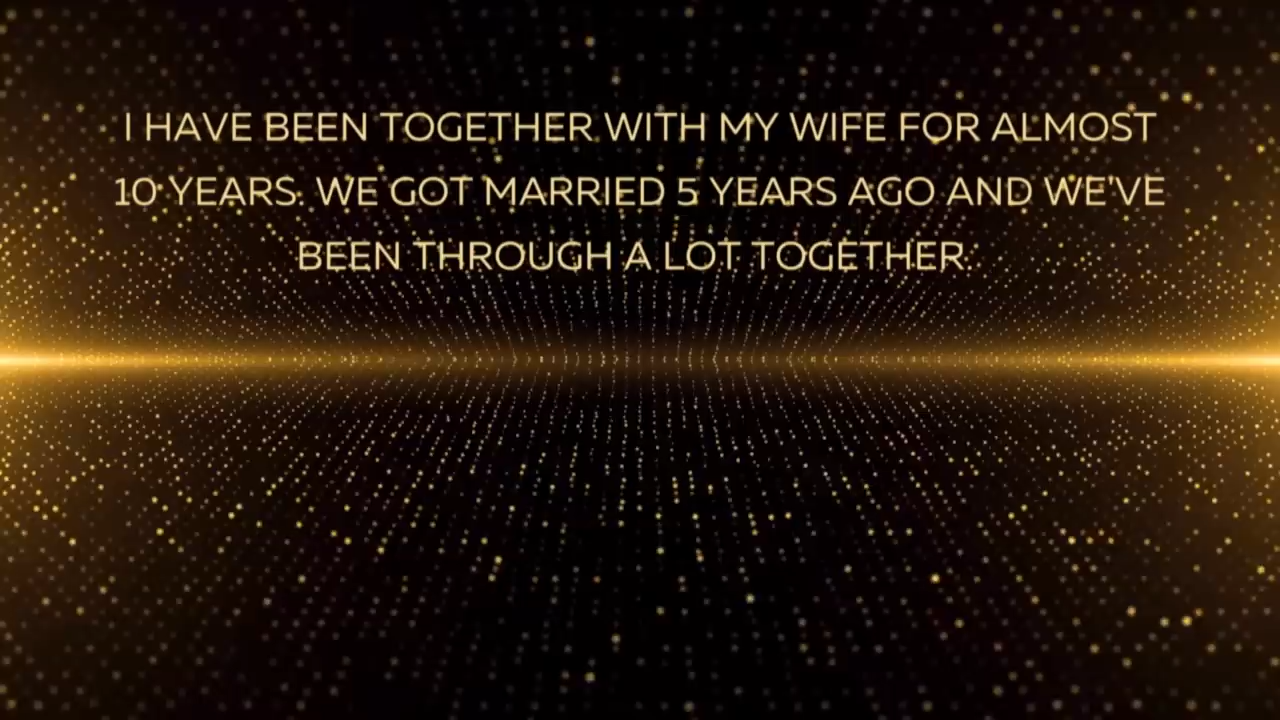 I HAVE BEEN TOGETHER WITH MY WIFE FOR ALMOST
10 YEARS. WE GOT MARRIED 5 YEARS AGO AND WE'VE
BEEN THROUGH A LOT TOGETHER.